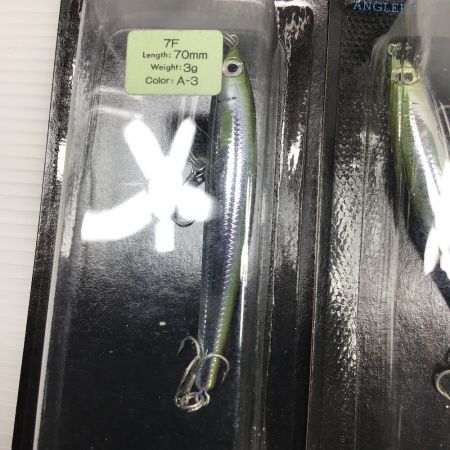 7F
Length: 70mm
Weight: 3g
Color: A-3
ANGLER